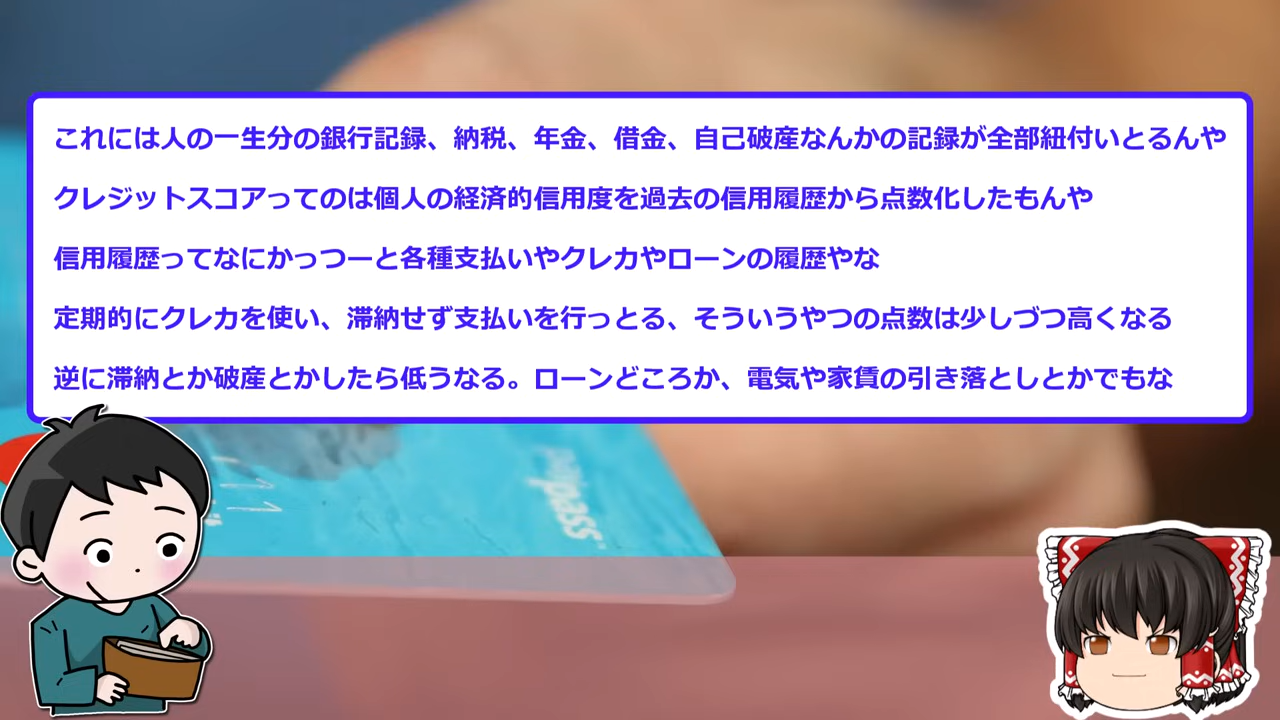 これには人の一生分の銀行記録、納税、年金、借金、自己破産なんかの記録が全部紐付いとるんや
クレジットスコアってのは個人の経済的信用度を過去の信用履歴から点数化したもんや
信用履歴ってなにかっつーと各種支払いやクレカやローンの履歴やな
定期的にクレカを使い、滞納せず支払いを行っとる、そういうやつの点数は少しづつ高くなる
逆に滞納とか破産とかしたら低うなる。ローンどころか、電気や家賃の引き落としとかでもな